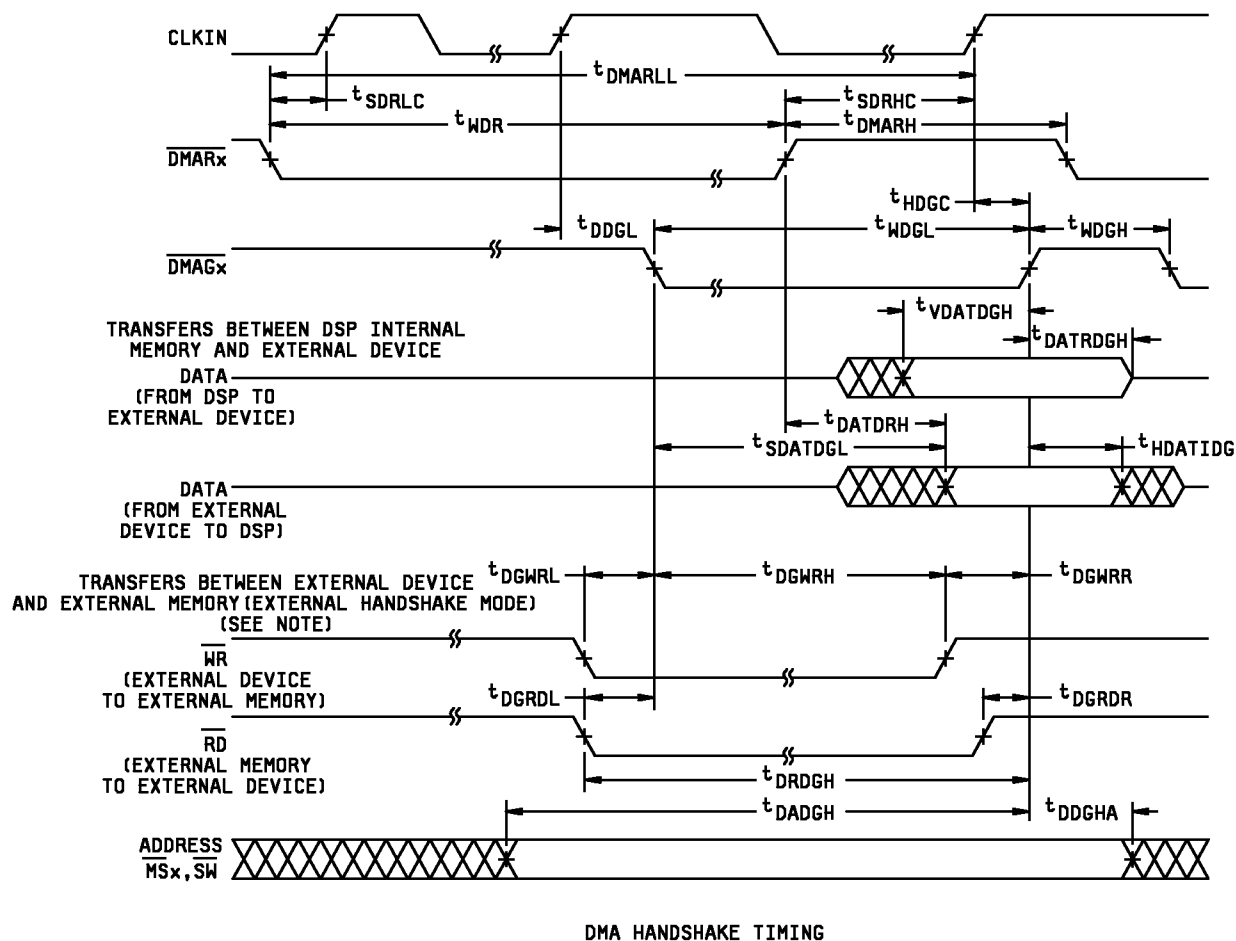 CLKIN
tDMARLL
tSDRLC
tSDRHC
tWDR
tDMARH
DMARx
tHDGC
tDDGL
tWDGL
tWDGH
DMAGx
tVDATDGH
TRANSFERS BETWEEN DSP INTERNAL
MEMORY AND EXTERNAL DEVICE
tDATRDGH
DATA
(FROM DSP TO
EXTERNAL DEVICE)
tDATDRH
tSDATDGL
tHDATIDG
DATA
(FROM EXTERNAL
DEVICE TO DSP)
tDGWRL
tDGWRH
tDGWRR
TRANSFERS BETWEEN EXTERNAL DEVICE
AND EXTERNAL MEMORY(EXTERNAL HANDSHAKE MODE)
(SEE NOTE)
WR
(EXTERNAL DEVICE
TO EXTERNAL MEMORY)
tDGRDL
tDGRDR
RD
(EXTERNAL MEMORY
TO EXTERNAL DEVICE)
tDRDGH
tDADGH
tDDGHA
ADDRESS
MSx,SW
DMA HANDSHAKE TIMING